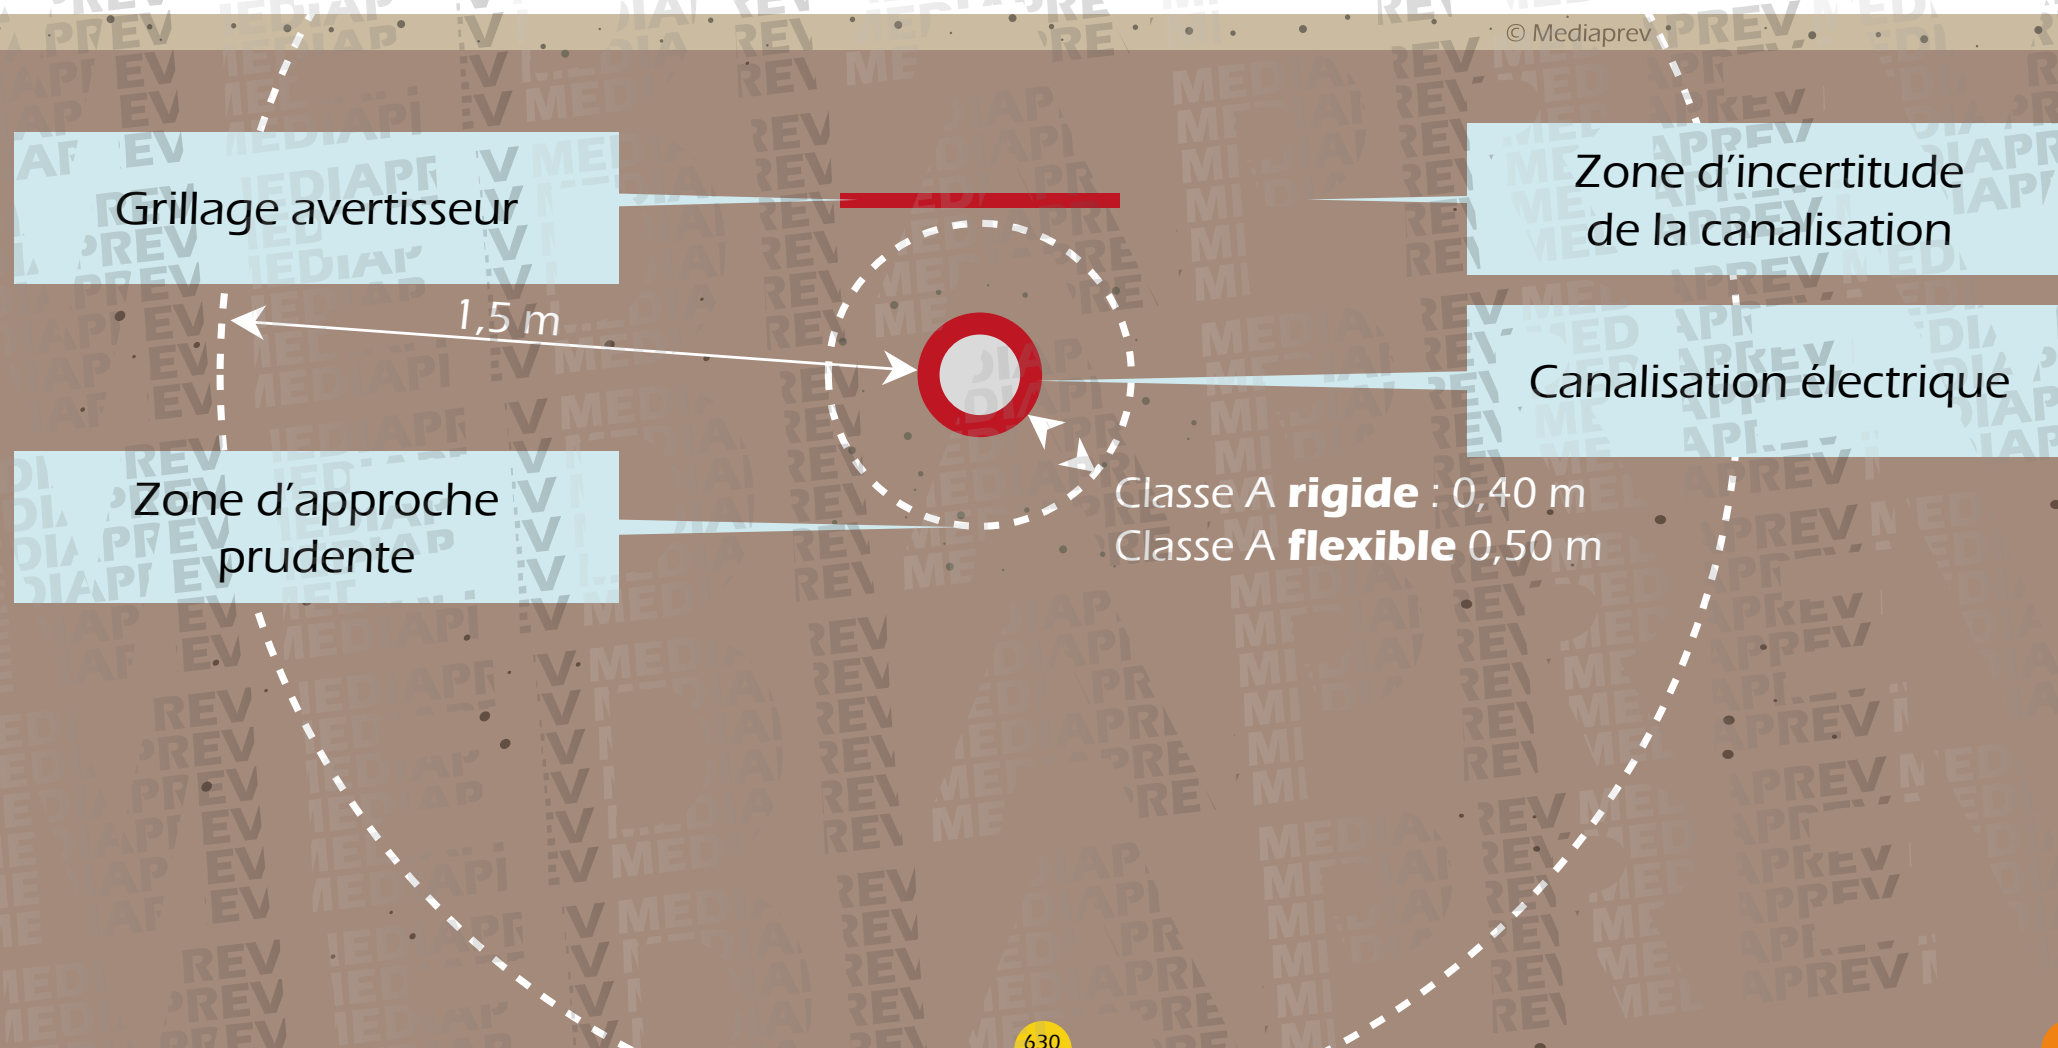 © Mediaprev
Grillage avertisseur
Zone d’incertitude
de la canalisation
1,5 m
Canalisation électrique
Zone d’approche
prudente
Classe A rigide : 0,40 m
Classe A flexible 0,50 m
630